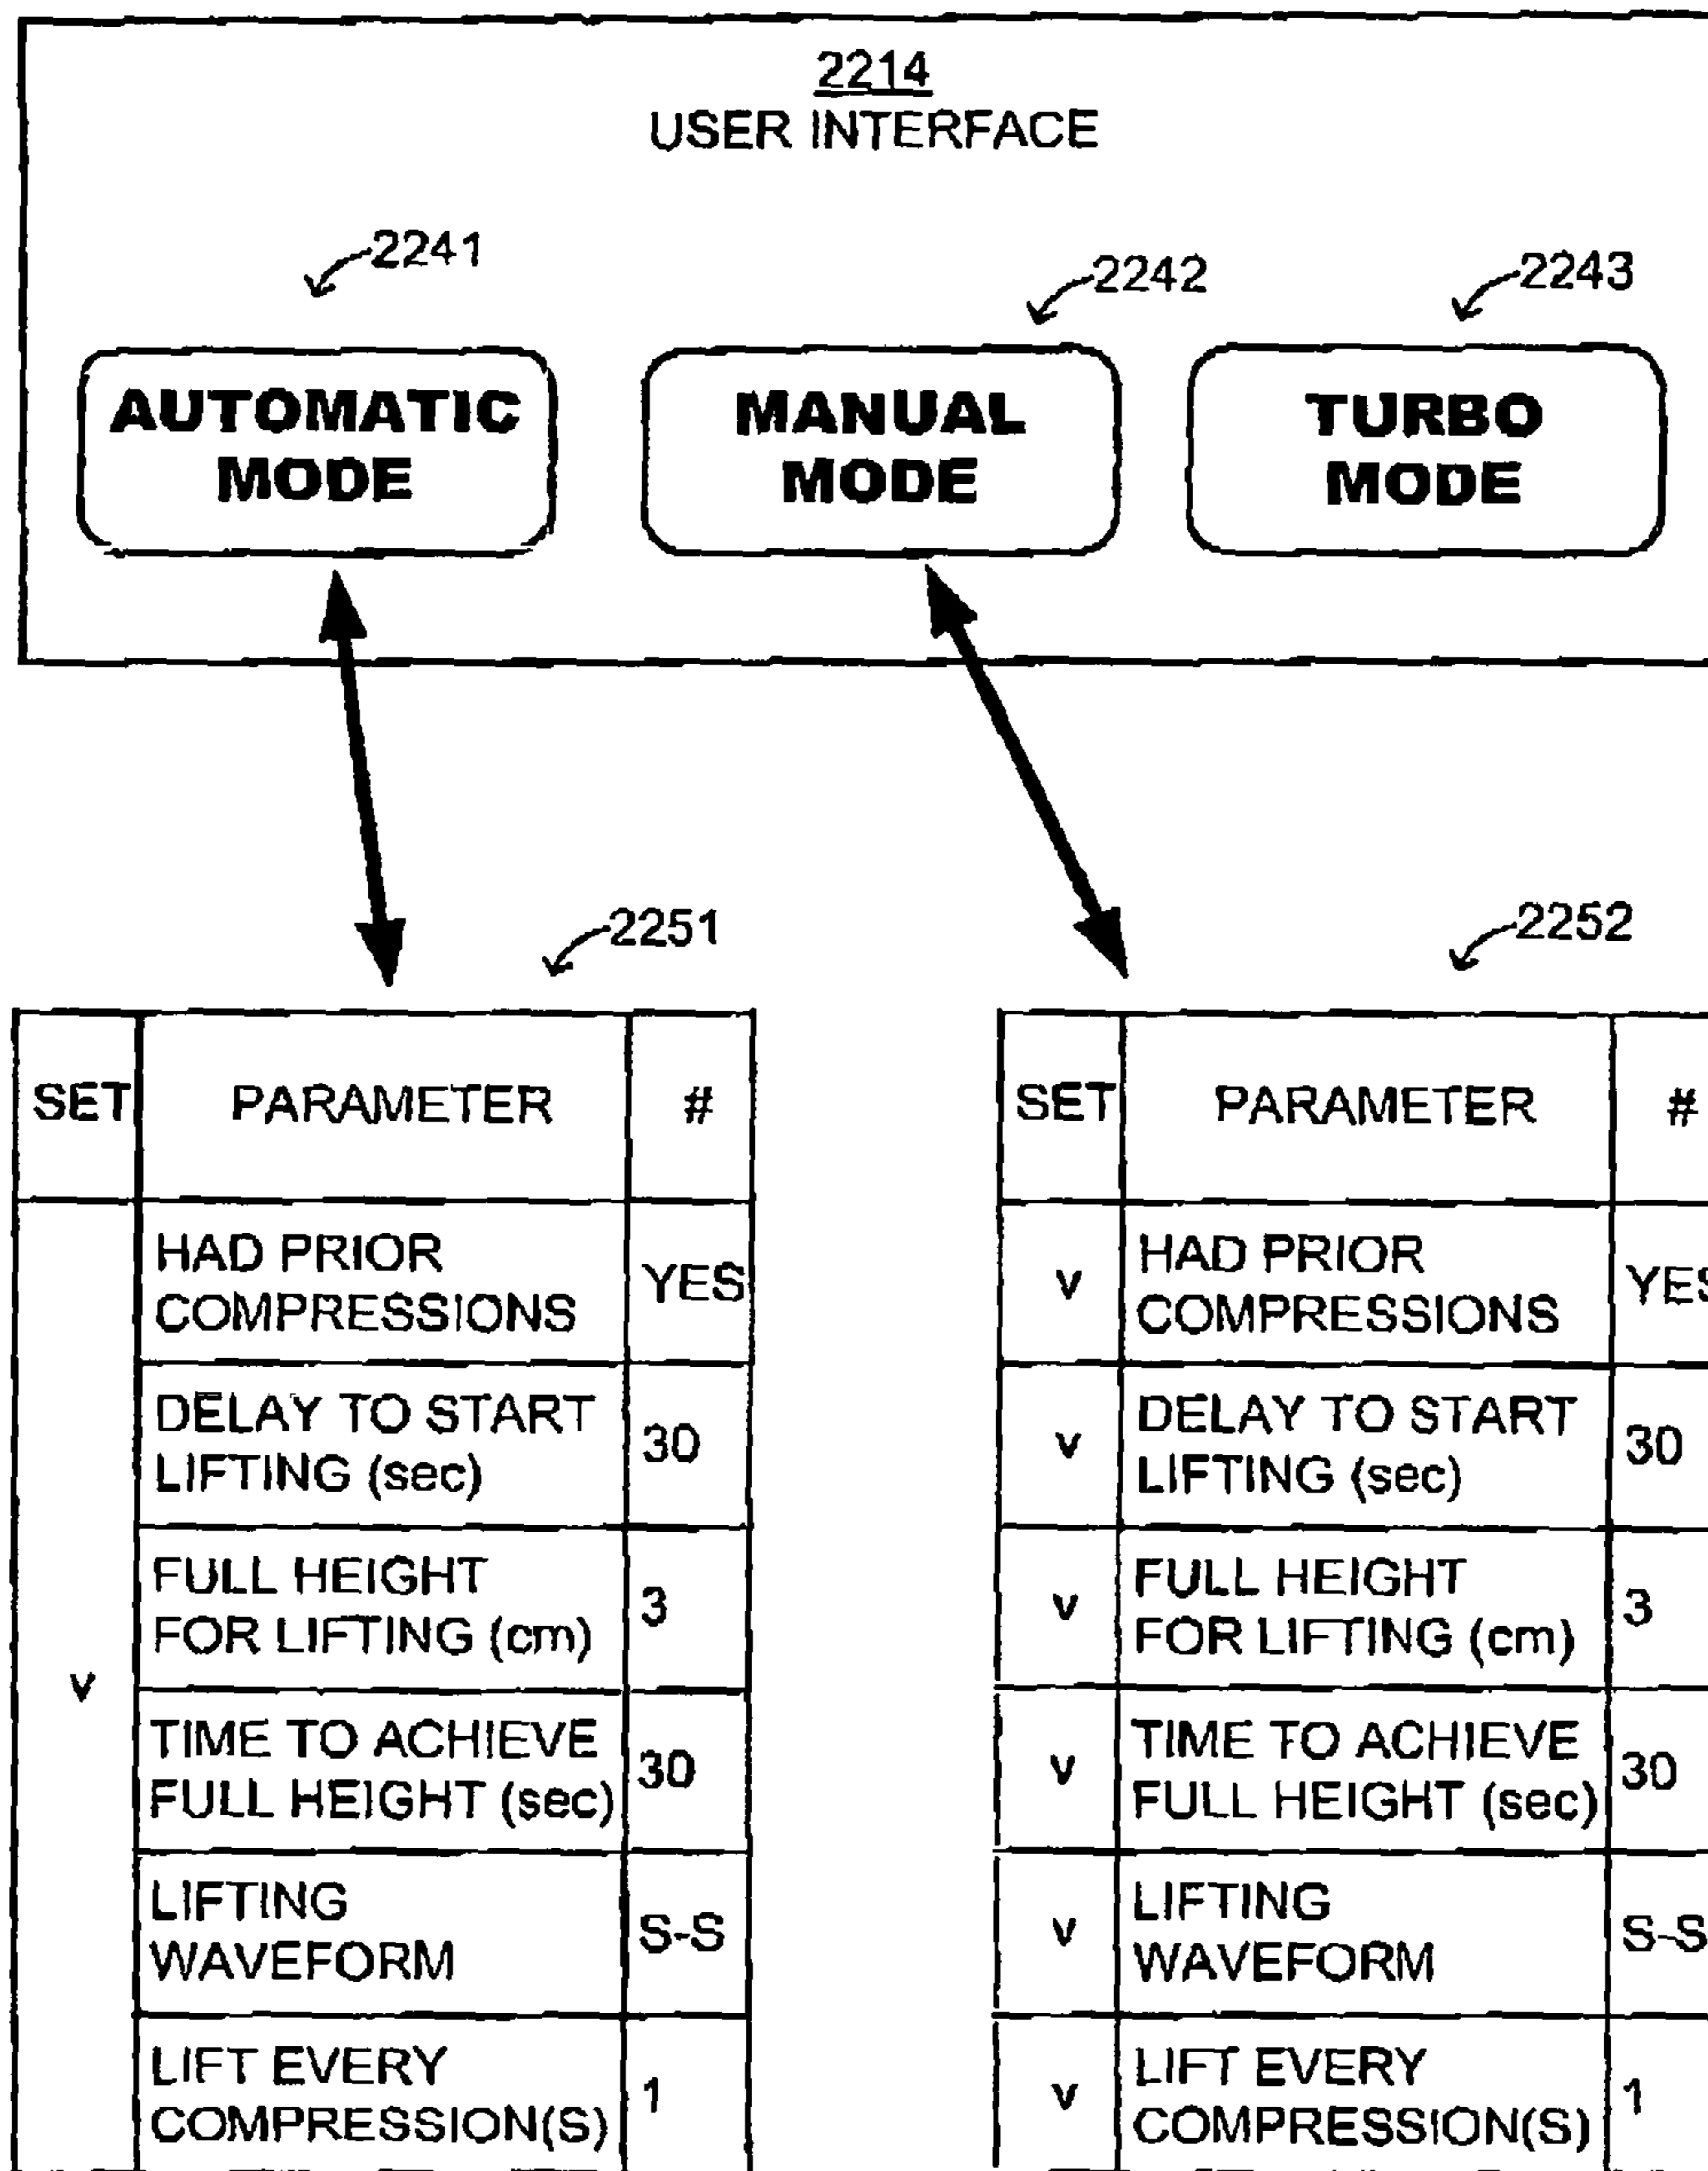 2214
USER INTERFACE
2241
2242
2243
AUTOMATIC
MODE
MANUAL
MODE
TURBO
MODE
2251
2252
SET PARAMETER #
HAD PRIOR
COMPRESSIONS
YES
DELAY TO START
LIFTING (sec)
30
FULL HEIGHT
FOR LIFTING (cm)
3
v
TIME TO ACHIEVE
FULL HEIGHT (sec)
30
LIFTING
WAVEFORM
S-S
LIFT EVERY
COMPRESSION(S)
1
SET PARAMETER #
v
HAD PRIOR
COMPRESSIONS
YES
v
DELAY TO START
LIFTING (sec)
30
v
FULL HEIGHT
FOR LIFTING (cm)
3
v
TIME TO ACHIEVE
FULL HEIGHT (sec)
30
v
LIFTING
WAVEFORM
S-S
v
LIFT EVERY
COMPRESSION(S)
1